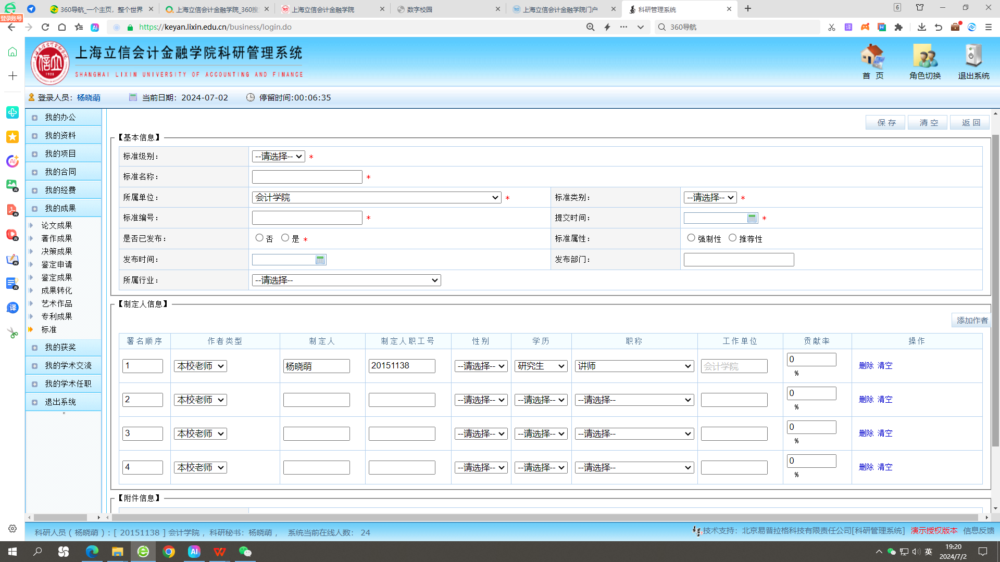 登录账号
360导航_一个主页，整个世界
上海立信会计金融学院_360搜
上海立信会计金融学院
数字校园
上海立信会计金融学院门户
科研管理系统
6
https://keyan.lixin.edu.cn/business/login.do
360导航
上海立信会计金融学院科研管理系统
SHANGHAI LIXIN UNIVERSITY OF ACCOUNTING AND FINANCE
首 页
角色切换
退出系统
登录人员： 杨晓萌 当前日期： 2024-07-02 停留时间:00:06:35
我的办公
我的资料
我的项目
我的合同
我的经费
我的成果
论文成果
著作成果
决策成果
鉴定申请
鉴定成果
成果转化
艺术作品
专利成果
标准
我的获奖
我的学术交流
我的学术任职
退出系统
保 存 清 空 返 回
【基本信息】
标准级别： --请选择-- *
标准名称： *
所属单位： 会计学院 * 标准类别： --请选择-- *
标准编号： * 提交时间： *
是否已发布： 否 是 * 标准属性： 强制性 推荐性
发布时间： 发布部门：
所属行业： --请选择--
【制定人信息】
添加作者
署名顺序 作者类型 制定人 制定人职工号 性别 学历 职称 工作单位 贡献率 操作
1 本校老师 杨晓萌 20151138 --请选择-- 研究生 讲师 会计学院 0 % 删除 清空
2 本校老师 --请选择-- --请选择-- --请选择-- 0 % 删除 清空
3 本校老师 --请选择-- --请选择-- --请选择-- 0 % 删除 清空
4 本校老师 --请选择-- --请选择-- --请选择-- 0 % 删除 清空
【附件信息】
科研人员 ( 杨晓萌 )：[ 20151138 ] 会计学院， 科研秘书：杨晓萌， 系统当前在线人数： 24
技术支持：北京易普拉格科技有限责任公司[科研管理系统] 演示授权版本 信息反馈
英
19:20
2024/7/2